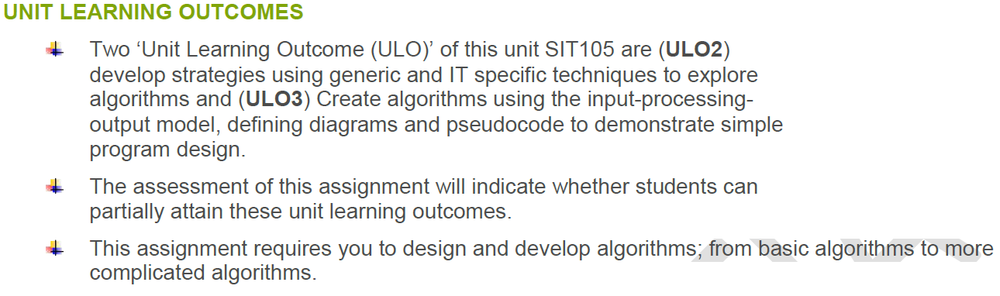 UNIT LEARNING OUTCOMES
Two ‘Unit Learning Outcome (ULO)’ of this unit SIT105 are (ULO2)
develop strategies using generic and IT specific techniques to explore
algorithms and (ULO3) Create algorithms using the input-processing-
output model, defining diagrams and pseudocode to demonstrate simple
program design.
The assessment of this assignment will indicate whether students can
partially attain these unit learning outcomes.
This assignment requires you to design and develop algorithms; from basic algorithms to more
complicated algorithms.